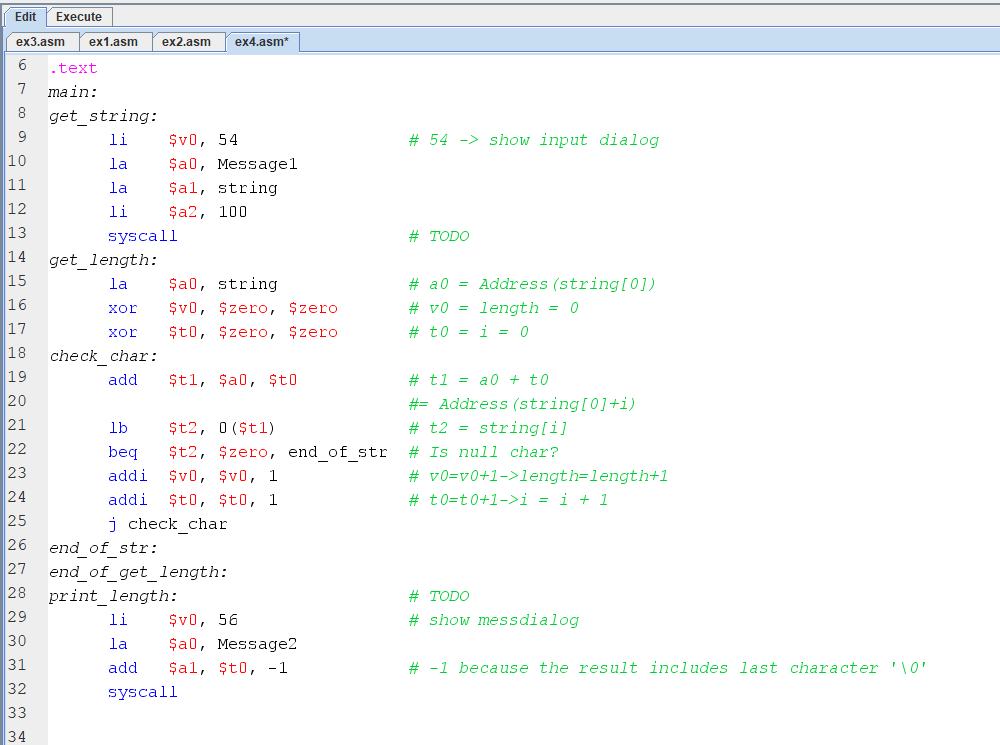 Edit Execute
ex3.asm ex1.asm ex2.asm ex4.asm*
6 .text
7 main:
8 get_string:
9 li $v0, 54 # 54 -> show input dialog
10 la $a0, Message1
11 la $a1, string
12 li $a2, 100
13 syscall # TODO
14 get_length:
15 la $a0, string # a0 = Address(string[0])
16 xor $v0, $zero, $zero # v0 = length = 0
17 xor $t0, $zero, $zero # t0 = i = 0
18 check_char:
19 add $t1, $a0, $t0 # t1 = a0 + t0
20 #= Address(string[0]+i)
21 lb $t2, 0($t1) # t2 = string[i]
22 beq $t2, $zero, end_of_str # Is null char?
23 addi $v0, $v0, 1 # v0=v0+1->length=length+1
24 addi $t0, $t0, 1 # t0=t0+1->i = i + 1
25 j check_char
26 end_of_str:
27 end_of_get_length:
28 print_length: # TODO
29 li $v0, 56 # show messdialog
30 la $a0, Message2
31 add $a1, $t0, -1 # -1 because the result includes last character '\0'
32 syscall
33
34